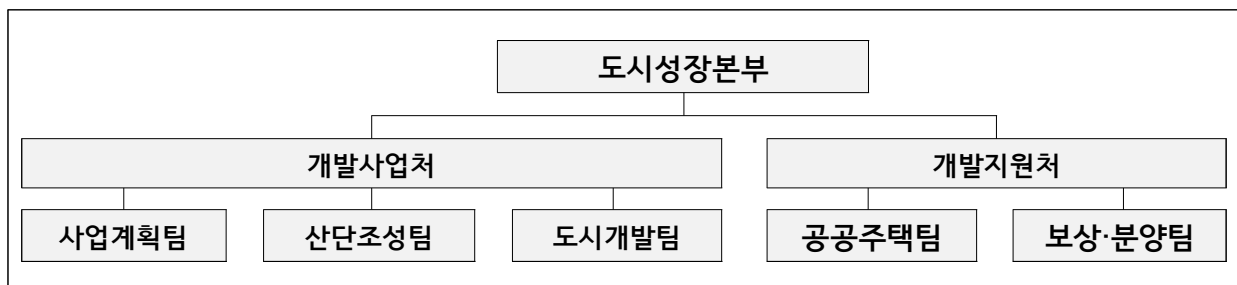 도시성장본부
개발사업처
개발지원처
사업계획팀
산단조성팀
도시개발팀
공공주택팀
보상·분양팀